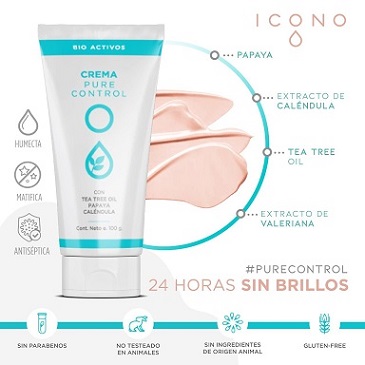 ICONO
BIO ACTIVOS
CREMA
PURE
CONTROL
CON
TEA TREE OIL
PAPAYA
CALÉNDULA
Cont. Neto e. 100 g.
PAPAYA
EXTRACTO DE
CALÉNDULA
TEA TREE
OIL
EXTRACTO DE
VALERIANA
HUMECTA
MATIFICA
ANTISÉPTICA
#PURECONTROL
24 HORAS SIN BRILLOS
SIN PARABENOS
NO TESTEADO
EN ANIMALES
SIN INGREDIENTES
DE ORIGEN ANIMAL
GLUTEN-FREE